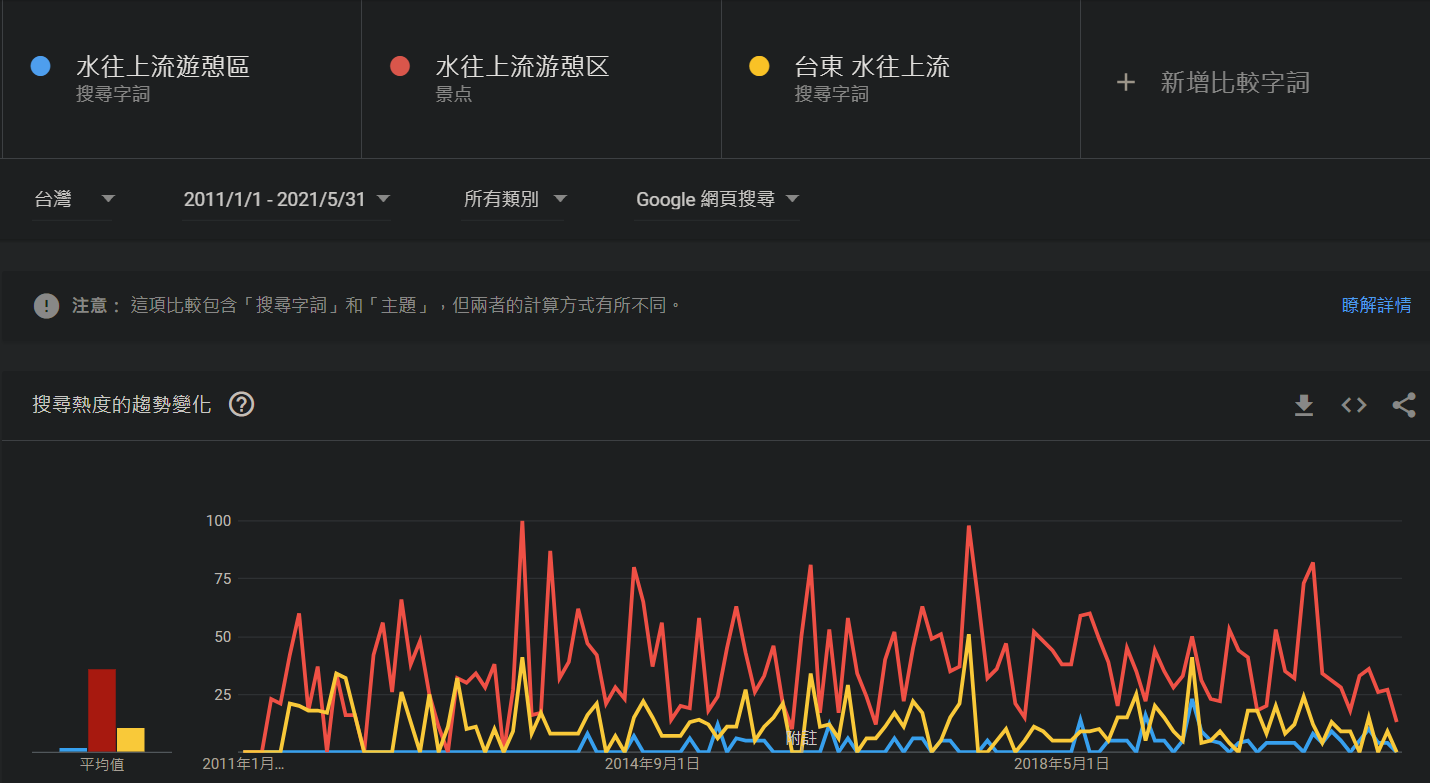 水往上流遊憩區
搜尋字詞
水往上流游憩区
景点
台東 水往上流
搜尋字詞
+ 新增比較字詞
台灣
2011/1/1 - 2021/5/31
所有類別
Google 網頁搜尋
注意： 這項比較包含「搜尋字詞」和「主題」，但兩者的計算方式有所不同。
瞭解詳情
搜尋熱度的趨勢變化
100
75
50
25
附註
平均值
2011年1月…
2014年9月1日
2018年5月1日